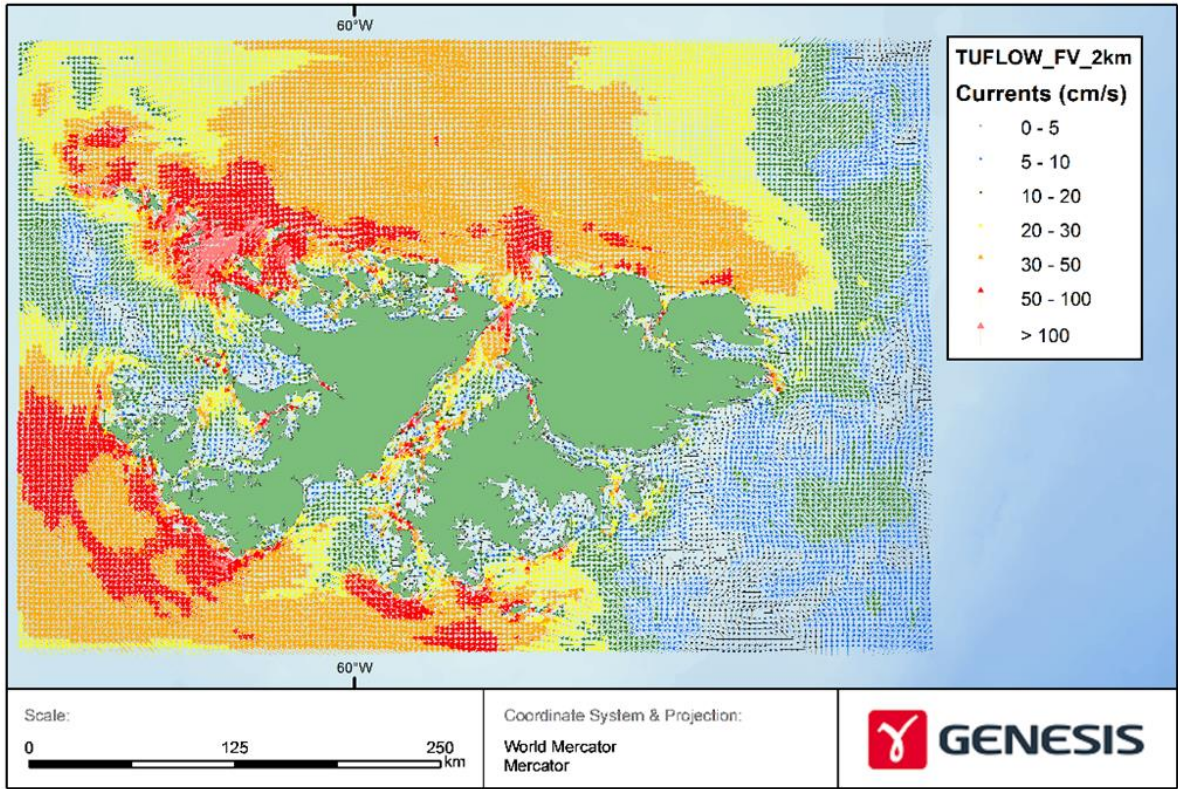 60°W
TUFLOW_FV_2km
Currents (cm/s)
0 - 5
5 - 10
10 - 20
20 - 30
30 - 50
50 - 100
> 100
60°W
Scale:
0 125 250
km
Coordinate System & Projection:
World Mercator
Mercator
GENESIS